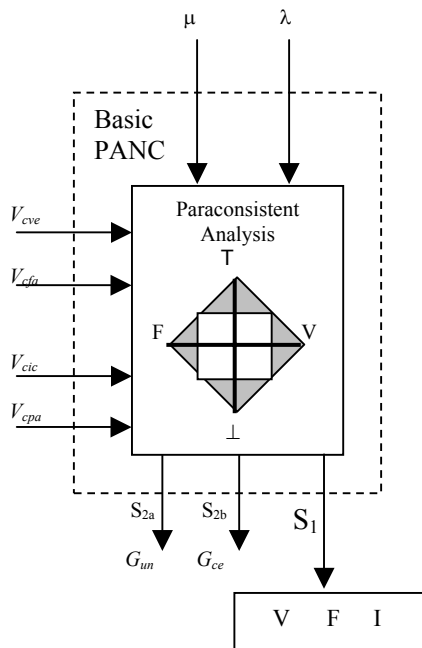 μ λ
Basic
PANC
Paraconsistent
Analysis
T
F V
⊥
V_cve
V_cfa
V_cic
V_cpa
S_2a S_2b S_1
G_un G_ce
V F I